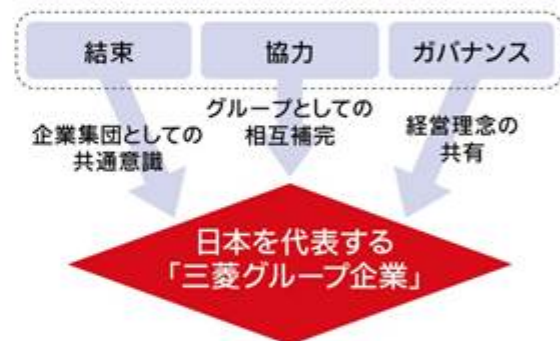 結束
協力
ガバナンス
企業集団としての
共通意識
グループとしての
相互補完
経営理念の
共有
日本を代表する
「三菱グループ企業」